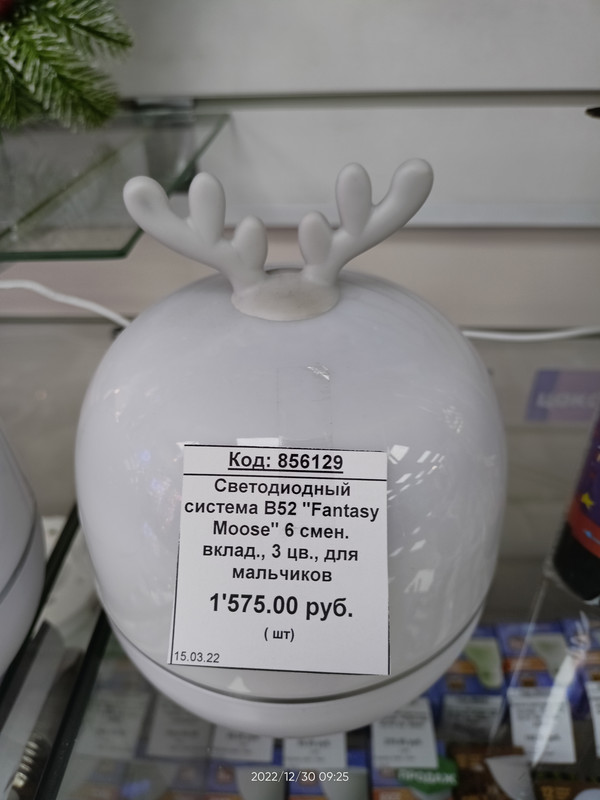 Код: 856129
Светодиодный
система B52 "Fantasy
Moose" 6 смен.
вклад., 3 цв., для
мальчиков
1'575.00 руб.
( шт)
15.03.22
ПРОДАЖ
2022/12/30 09:25